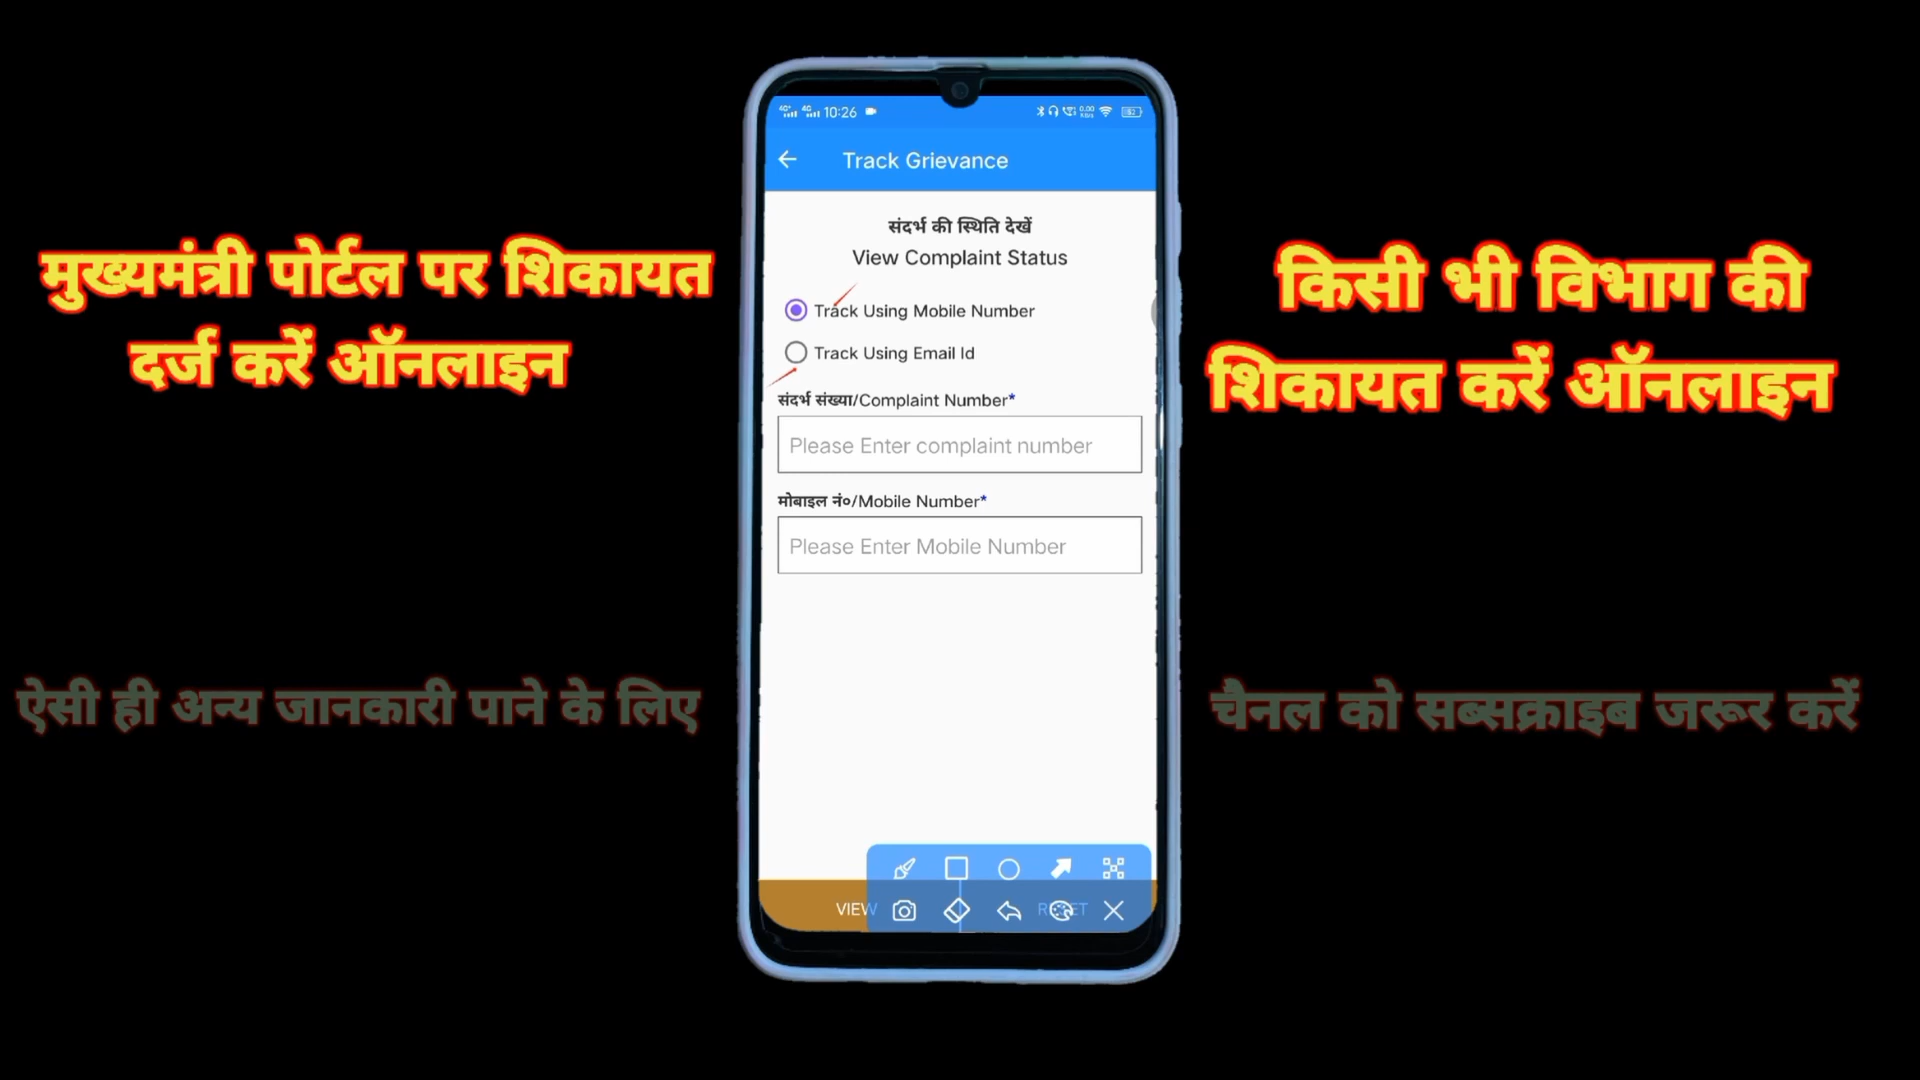 मुख्यमंत्री पोर्टल पर शिकायत
दर्ज करें ऑनलाइन
ऐसी ही अन्य जानकारी पाने के लिए
10:26
Track Grievance
संदर्भ की स्थिति देखें
View Complaint Status
Track Using Mobile Number
Track Using Email Id
संदर्भ संख्या/Complaint Number*
Please Enter complaint number
मोबाइल नं०/Mobile Number*
Please Enter Mobile Number
VIEW
किसी भी विभाग की
शिकायत करें ऑनलाइन
चैनल को सब्सक्राइब जरूर करें